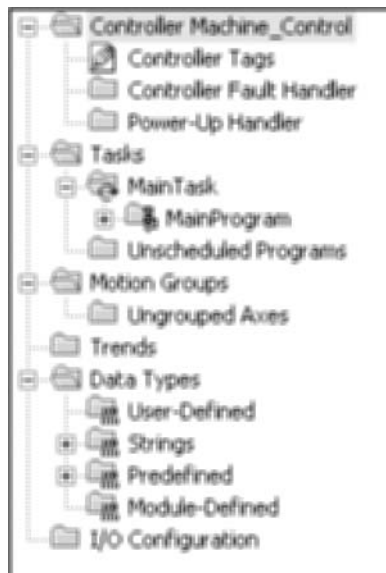 Controller Machine_Control
Controller Tags
Controller Fault Handler
Power-Up Handler
Tasks
MainTask
MainProgram
Unscheduled Programs
Motion Groups
Ungrouped Axes
Trends
Data Types
User-Defined
Strings
Predefined
Module-Defined
I/O Configuration